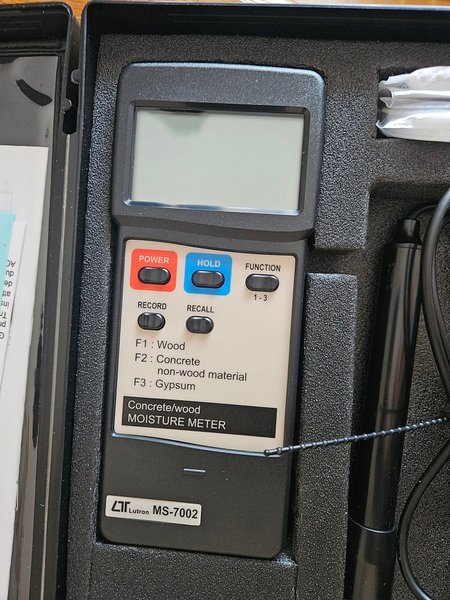 POWER
HOLD
FUNCTION
1 - 3
RECORD
RECALL
F1 : Wood
F2 : Concrete
non-wood material
F3 : Gypsum
Concrete/wood
MOISTURE METER
Lutron MS-7002